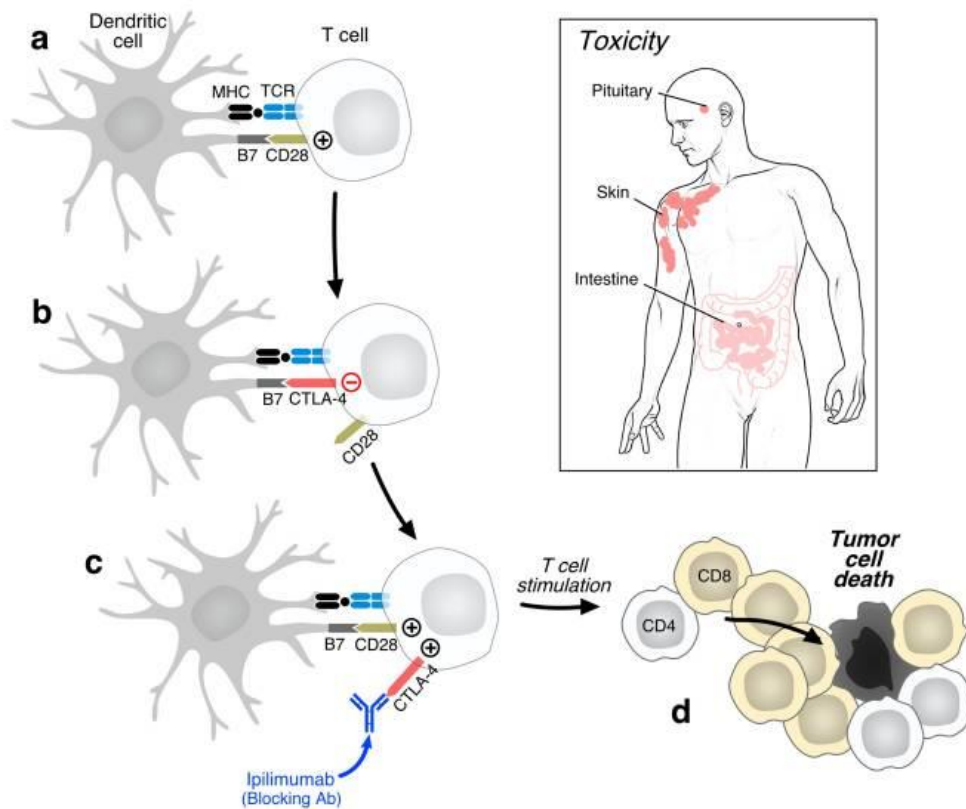 a
Dendritic
cell
T cell
MHC
TCR
B7
CD28
+
b
B7
CTLA-4
−
CD28
c
B7
CD28
+
+
CTLA-4
Ipilimumab
(Blocking Ab)
T cell
stimulation
CD4
CD8
Tumor
cell
death
d
Toxicity
Pituitary
Skin
Intestine